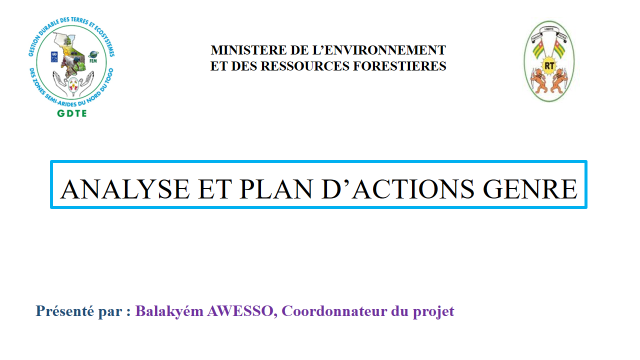 GESTION DURABLE DES TERRES ET ECOSYSTEMES
DES ZONES SEMI-ARIDES DU NORD DU TOGO
FEM
GDTE
MINISTERE DE L'ENVIRONNEMENT
ET DES RESSOURCES FORESTIERES
RT
ANALYSE ET PLAN D'ACTIONS GENRE
Présenté par : Balakyém AWESSO, Coordonnateur du projet